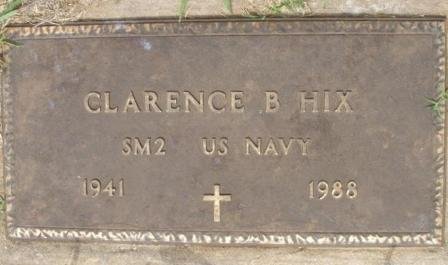 CLARENCE B HIX
SM2 US NAVY
1941 1988